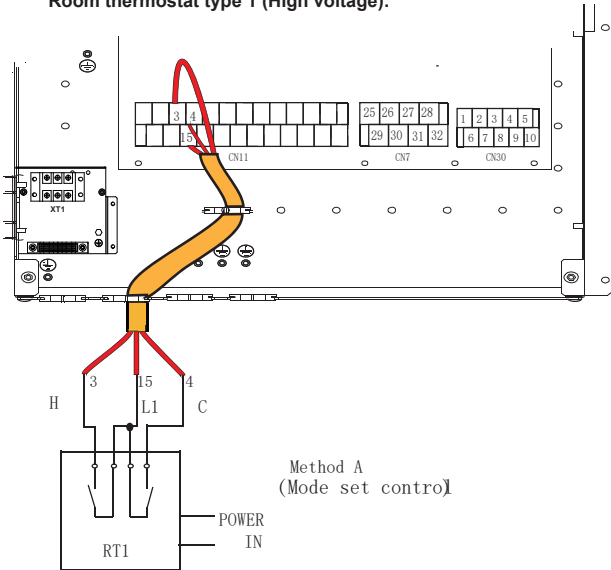 Room thermostat type 1 (High voltage):
3 4
15
CN11
25 26 27 28
29 30 31 32
CN7
1 2 3 4 5
6 7 8 9 10
CN30
XT1
3 15 4
H L1 C
Method A
(Mode set control)
POWER
IN
RT1